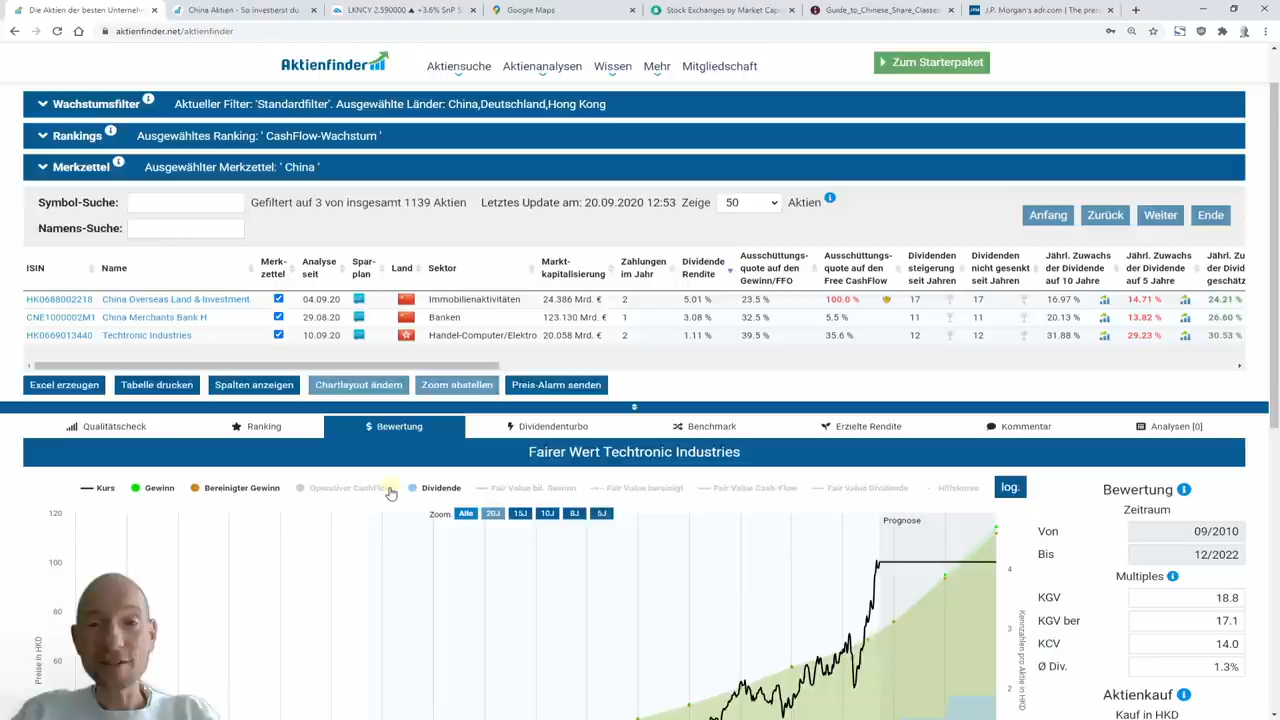 Die Aktien der besten Unterneh
China Aktien - So investierst du
LKNCY 2,590000 ▲ +3.6% SnP S
Google Maps
Stock Exchanges by Market Cap
Guide_to_Chinese_Share_Classes
J.P. Morgan's adr.com | The prem
aktienfinder.net/aktienfinder
Aktienfinder
Aktiensuche
Aktienanalysen
Wissen
Mehr
Mitgliedschaft
Zum Starterpaket
Wachstumsfilter Aktueller Filter: 'Standardfilter'. Ausgewählte Länder: China,Deutschland,Hong Kong
Rankings Ausgewähltes Ranking: ' CashFlow-Wachstum '
Merkzettel Ausgewählter Merkzettel: ' China '
Symbol-Suche: Gefiltert auf 3 von insgesamt 1139 Aktien Letztes Update am: 20.09.2020 12:53 Zeige 50 Aktien
Namens-Suche:
Anfang Zurück Weiter Ende
ISIN Name Merk-zettel Analyse seit Spar-plan Land Sektor Markt-kapitalisierung Zahlungen im Jahr Dividende Rendite Ausschüttungs-quote auf den Gewinn/FFO Ausschüttungs-quote auf den Free CashFlow Dividenden steigerung seit Jahren Dividenden nicht gesenkt seit Jahren Jährl. Zuwachs der Dividende auf 10 Jahre Jährl. Zuwachs der Dividende auf 5 Jahre Jährl. Zu der Divid geschätz
HK0688002218 China Overseas Land & Investment 04.09.20 Immobilienaktivitäten 24.386 Mrd. € 2 5.01 % 23.5 % 100.0 % 17 17 16.97 % 14.71 % 24.21 %
CNE1000002M1 China Merchants Bank H 29.08.20 Banken 123.130 Mrd. € 1 3.08 % 32.5 % 5.5 % 11 11 20.13 % 13.82 % 26.60 %
HK0669013440 Techtronic Industries 10.09.20 Handel-Computer/Elektro 20.058 Mrd. € 2 1.11 % 39.5 % 35.6 % 12 12 31.88 % 29.23 % 30.53 %
Excel erzeugen Tabelle drucken Spalten anzeigen Chartlayout ändern Zoom abstellen Preis-Alarm senden
Qualitätscheck Ranking Bewertung Dividendenturbo Benchmark Erzielte Rendite Kommentar Analysen [0]
Fairer Wert Techtronic Industries
Kurs Gewinn Bereinigter Gewinn Operativer CashFlow Dividende Fair Value bil. Gewinn Fair Value bereinigt Fair Value Cash-Flow Fair Value Dividende Hilfskurse log.
Zoom Alle 20J 15J 10J 8J 5J
Prognose
120
100
80
60
Preise in HKD
4
3
2
Kennzahlen pro Aktie in HKD
Bewertung
Zeitraum
Von 09/2010
Bis 12/2022
Multiples
KGV 18.8
KGV ber 17.1
KCV 14.0
Ø Div. 1.3%
Aktienkauf
Kauf in HKD